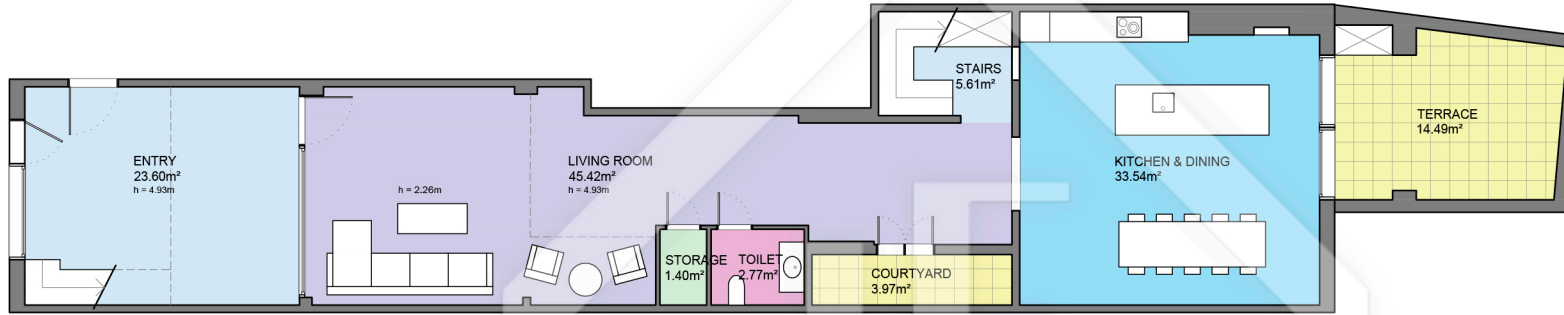 ENTRY
23.60m²
h = 4.93m
h = 2.26m
LIVING ROOM
45.42m²
h = 4.93m
STORAGE
1.40m²
TOILET
2.77m²
COURTYARD
3.97m²
STAIRS
5.61m²
KITCHEN & DINING
33.54m²
TERRACE
14.49m²